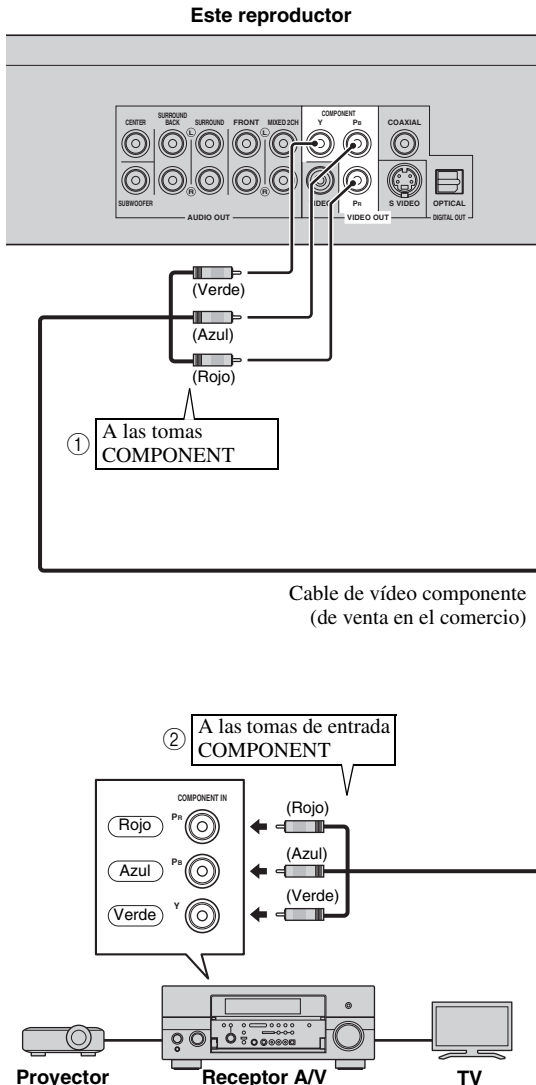 Este reproductor
COMPONENT
CENTER SURROUND BACK SURROUND FRONT MIXED 2CH Y PB COAXIAL
L L
R R
SUBWOOFER VIDEO PR S VIDEO OPTICAL
AUDIO OUT VIDEO OUT DIGITAL OUT
(Verde)
(Azul)
(Rojo)
1 A las tomas
COMPONENT
Cable de vídeo componente
(de venta en el comercio)
2 A las tomas de entrada
COMPONENT
COMPONENT IN
Rojo PR (Rojo)
Azul PB (Azul)
Verde Y (Verde)
Proyector Receptor A/V TV